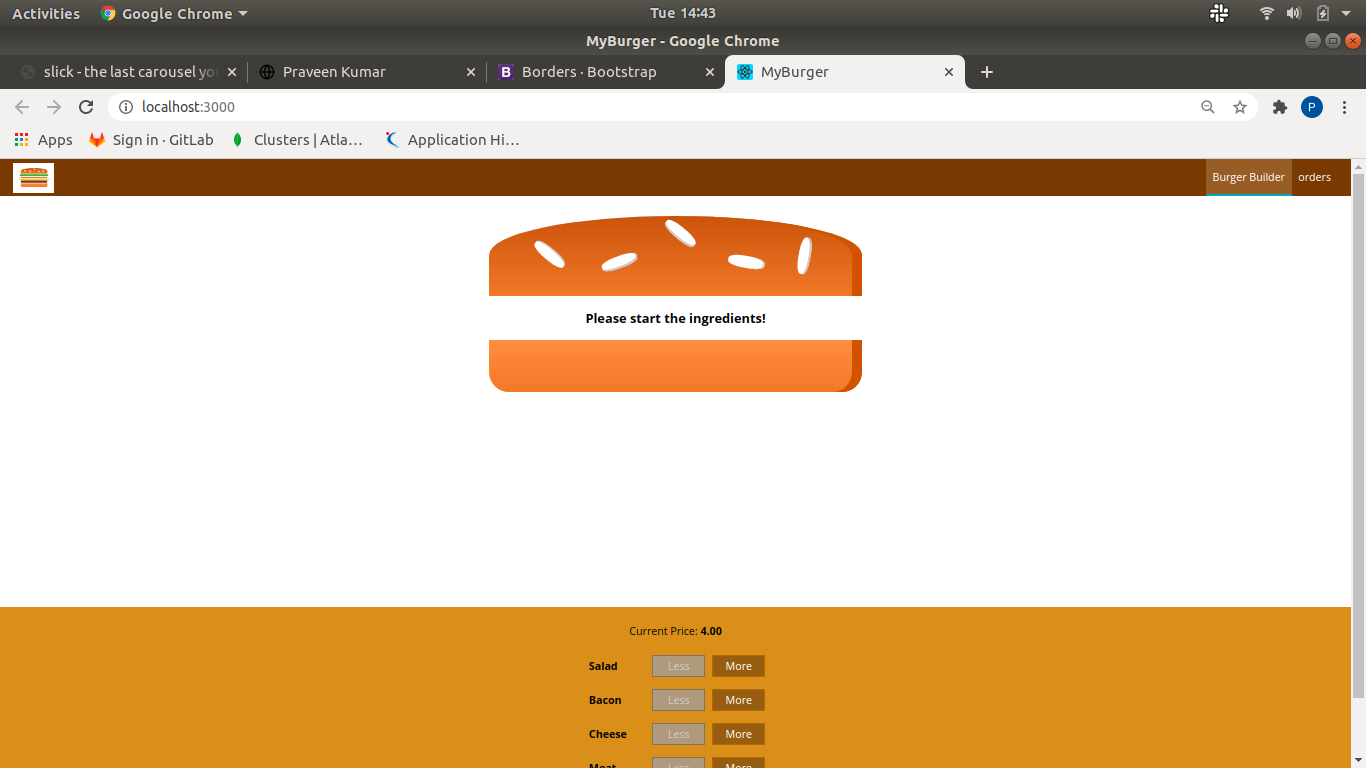 Activities Google Chrome Tue 14:43
MyBurger - Google Chrome
slick - the last carousel yo Praveen Kumar B Borders · Bootstrap MyBurger
localhost:3000 P
Apps Sign in · GitLab Clusters | Atla... Application Hi...
Burger Builder orders
Please start the ingredients!
Current Price: 4.00
Salad Less More
Bacon Less More
Cheese Less More
Meat Less More